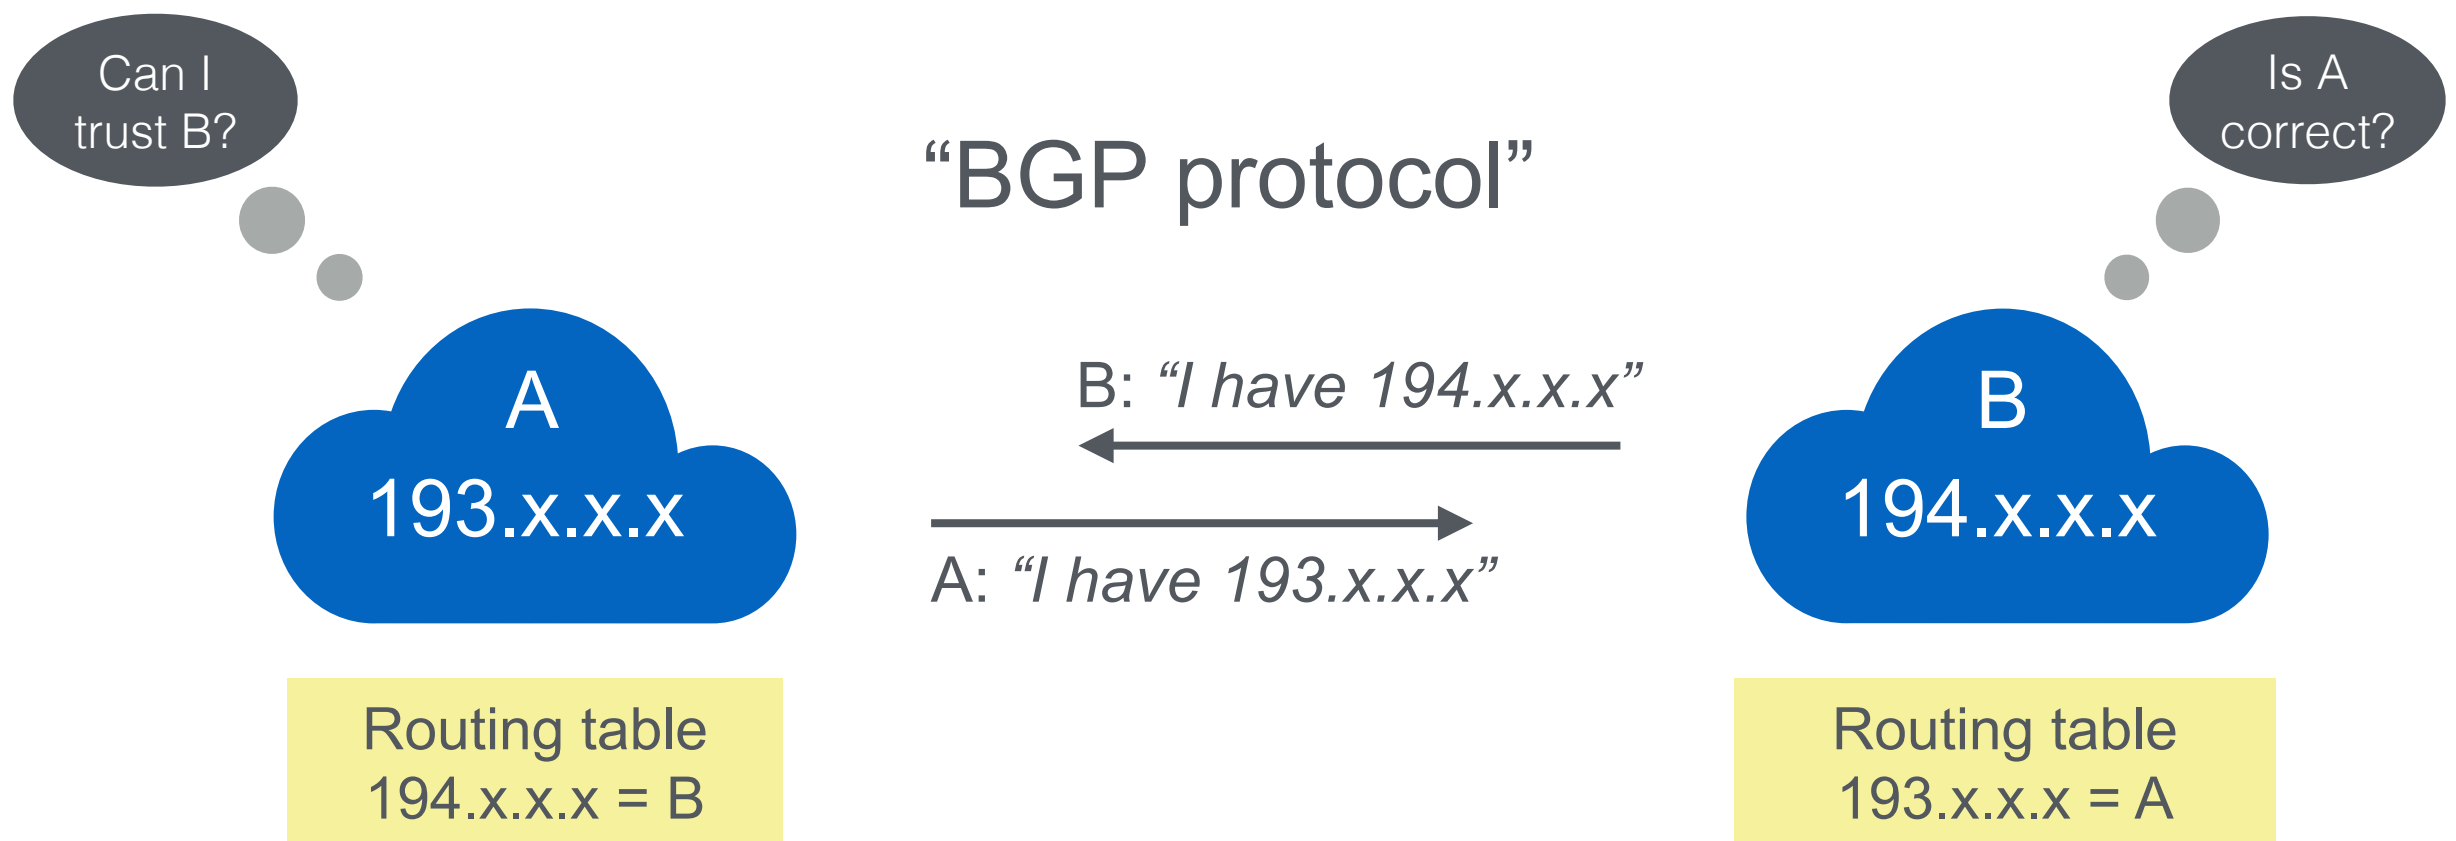 Can I
trust B?
Is A
correct?
“BGP protocol”
A
193.x.x.x
B: “I have 194.x.x.x”
A: “I have 193.x.x.x”
B
194.x.x.x
Routing table
194.x.x.x = B
Routing table
193.x.x.x = A